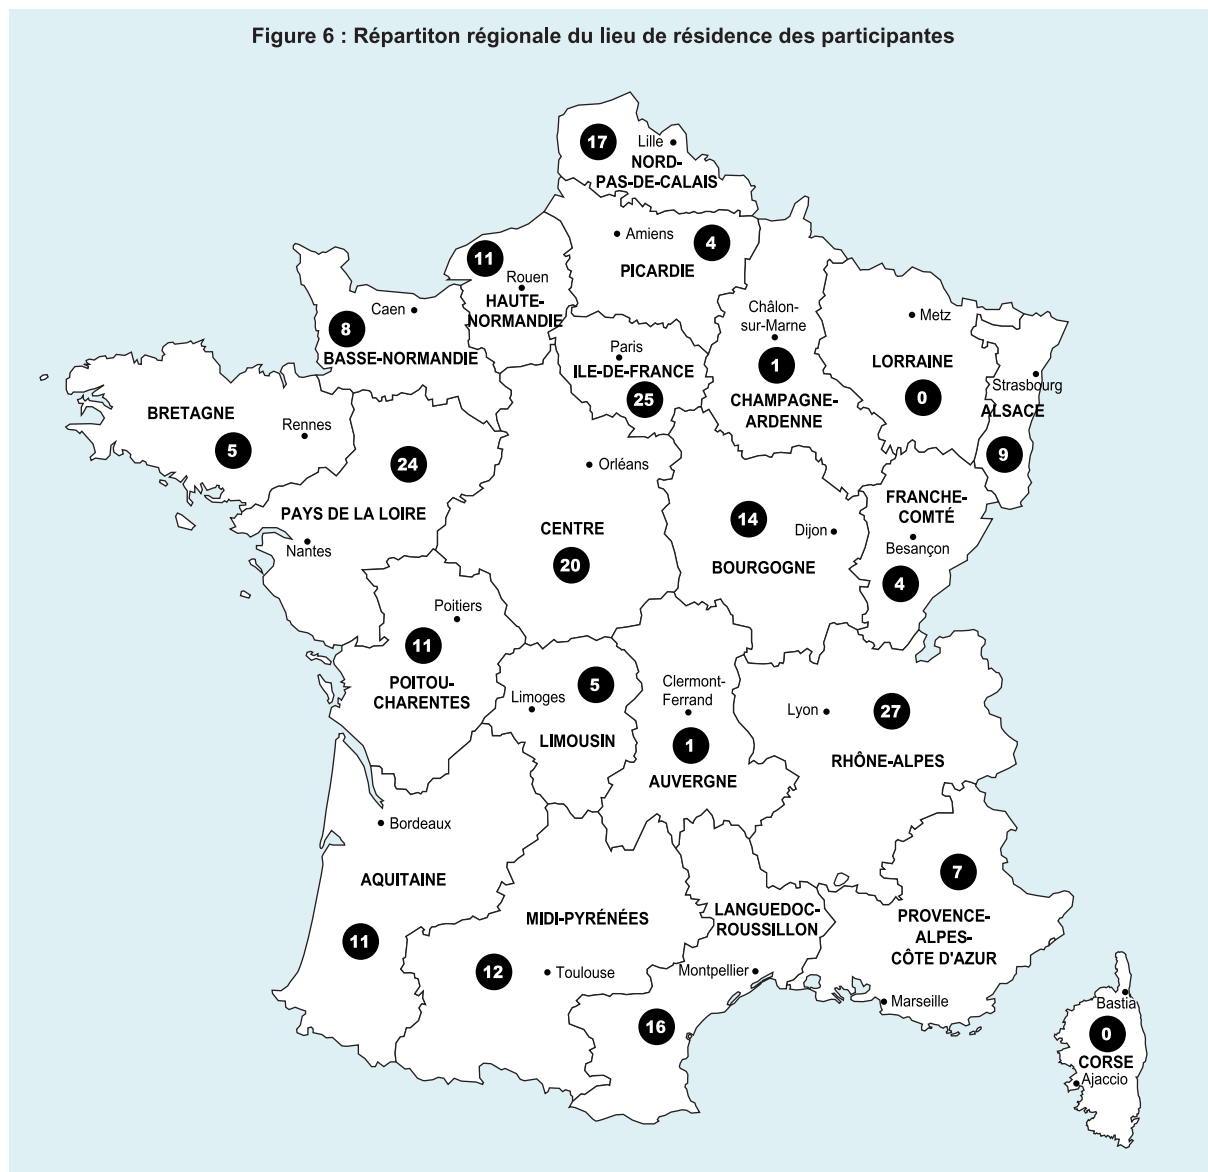 Figure 6 : Répartiton régionale du lieu de résidence des participantes
17
Lille
NORD-
PAS-DE-CALAIS
Amiens
4
PICARDIE
11
Rouen
HAUTE-
NORMANDIE
Caen
8
BASSE-NORMANDIE
Paris
ILE-DE-FRANCE
25
Châlon-
sur-Marne
1
CHAMPAGNE-
ARDENNE
Metz
LORRAINE
0
Strasbourg
ALSACE
9
BRETAGNE
Rennes
5
24
PAYS DE LA LOIRE
Nantes
Orléans
CENTRE
20
14
Dijon
BOURGOGNE
FRANCHE-
COMTÉ
Besançon
4
Poitiers
11
POITOU-
CHARENTES
5
Limoges
LIMOUSIN
Clermont-
Ferrand
1
AUVERGNE
Lyon
27
RHÔNE-ALPES
Bordeaux
AQUITAINE
11
MIDI-PYRÉNÉES
12
Toulouse
LANGUEDOC-
ROUSSILLON
Montpellier
16
7
PROVENCE-
ALPES-
CÔTE D'AZUR
Marseille
Bastia
0
CORSE
Ajaccio